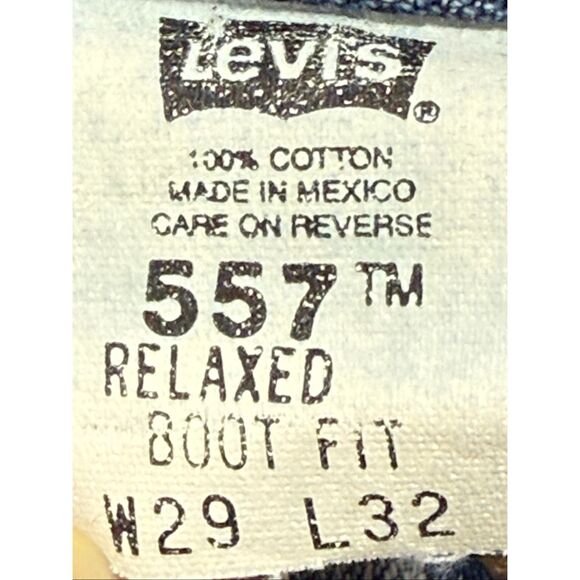 Levi's ®
100% COTTON
MADE IN MEXICO
CARE ON REVERSE
557™
RELAXED
BOOT FIT
W29 L32